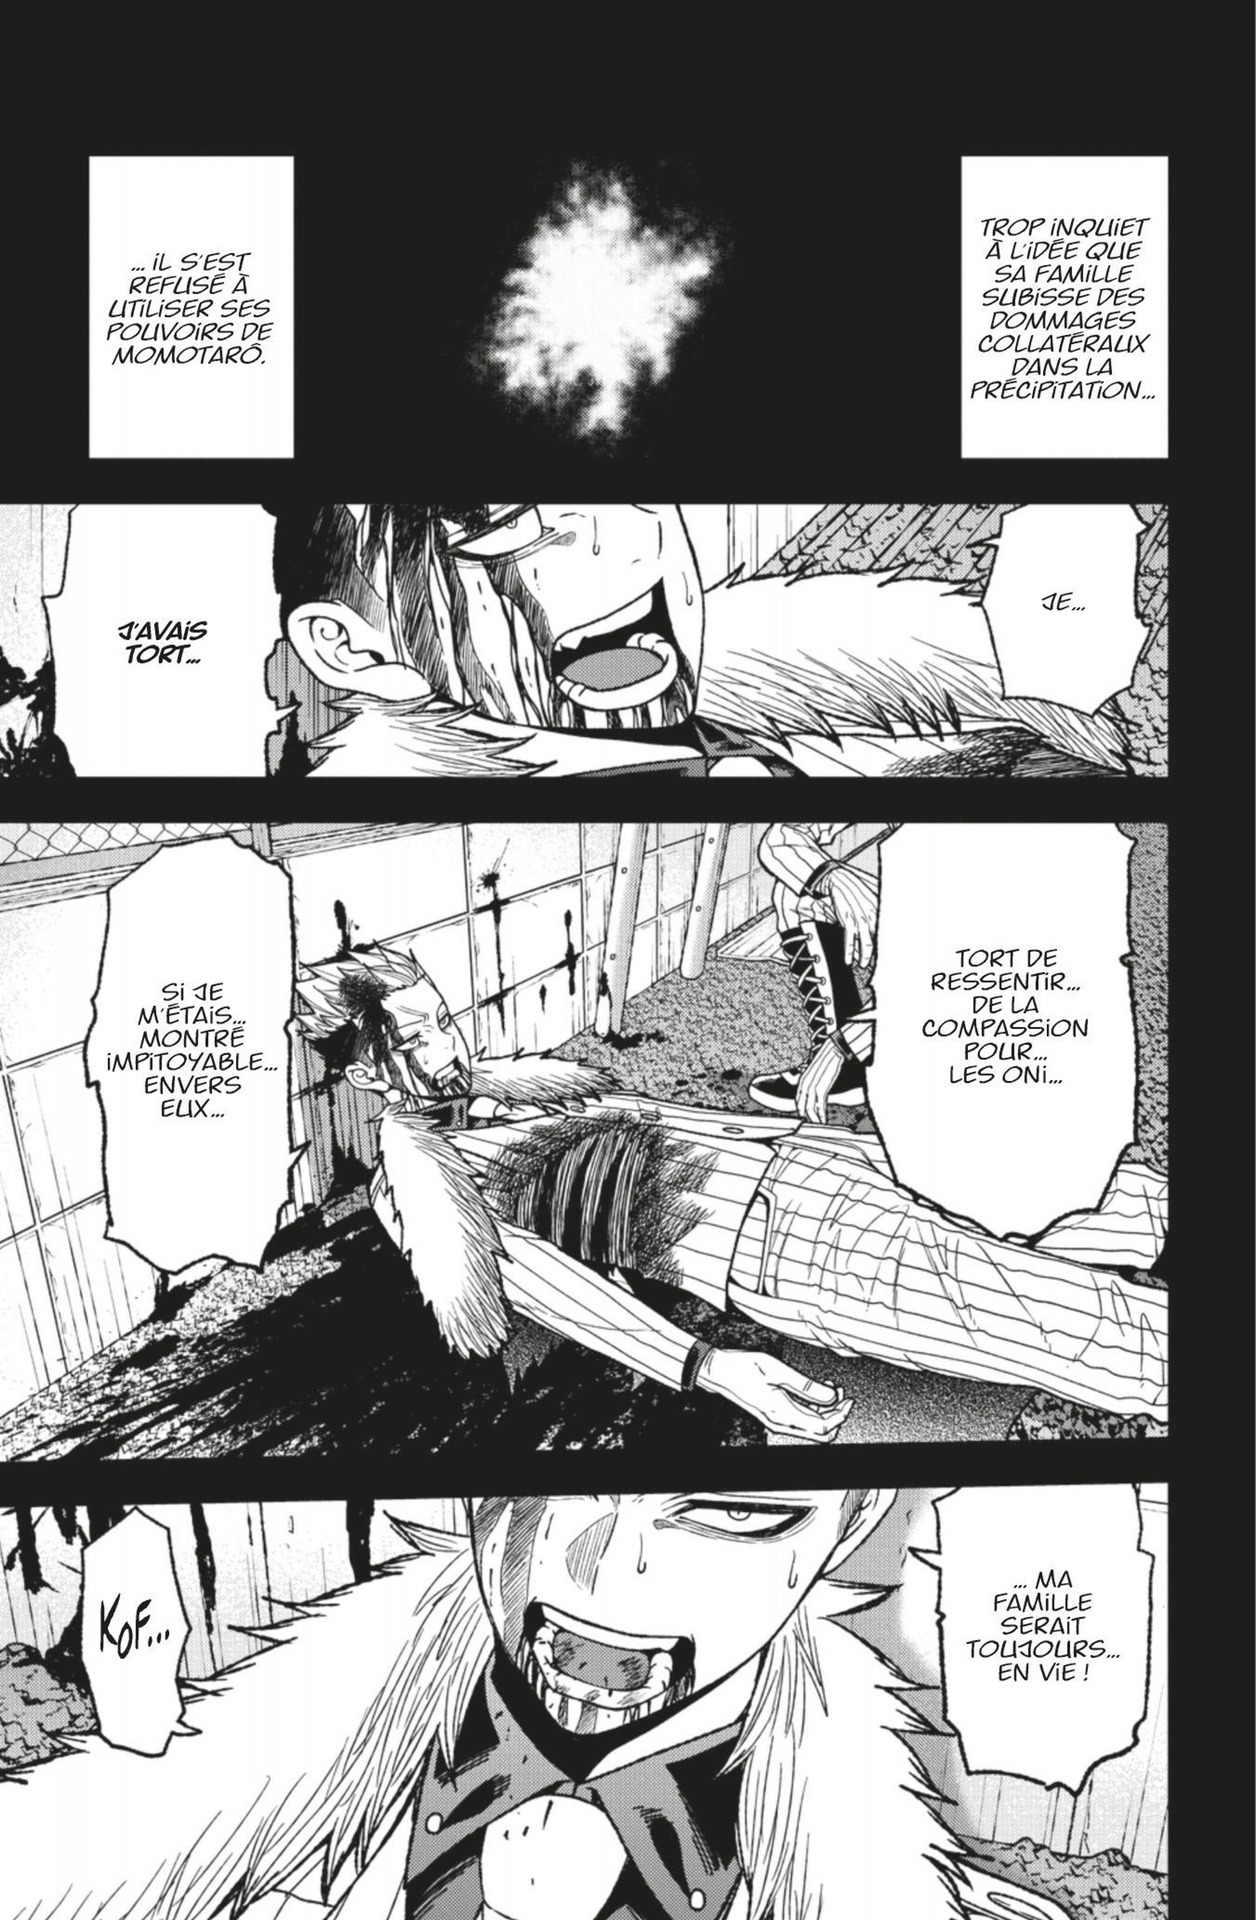 TROP INQUIET
À L'IDÉE QUE
SA FAMILLE
SUBISSE DES
DOMMAGES
COLLATÉRAUX
DANS LA
PRÉCIPITATION...
... IL S'EST
REFUSÉ À
UTILISER SES
POUVOIRS DE
MOMOTARÔ.
JE...
J'AVAIS
TORT...
TORT DE
RESSENTIR...
DE LA
COMPASSION
POUR...
LES ONI...
SI JE
M'ÉTAIS...
MONTRÉ
IMPITOYABLE...
ENVERS
EUX...
... MA
FAMILLE
SERAIT
TOUJOURS...
EN VIE !
KOF...